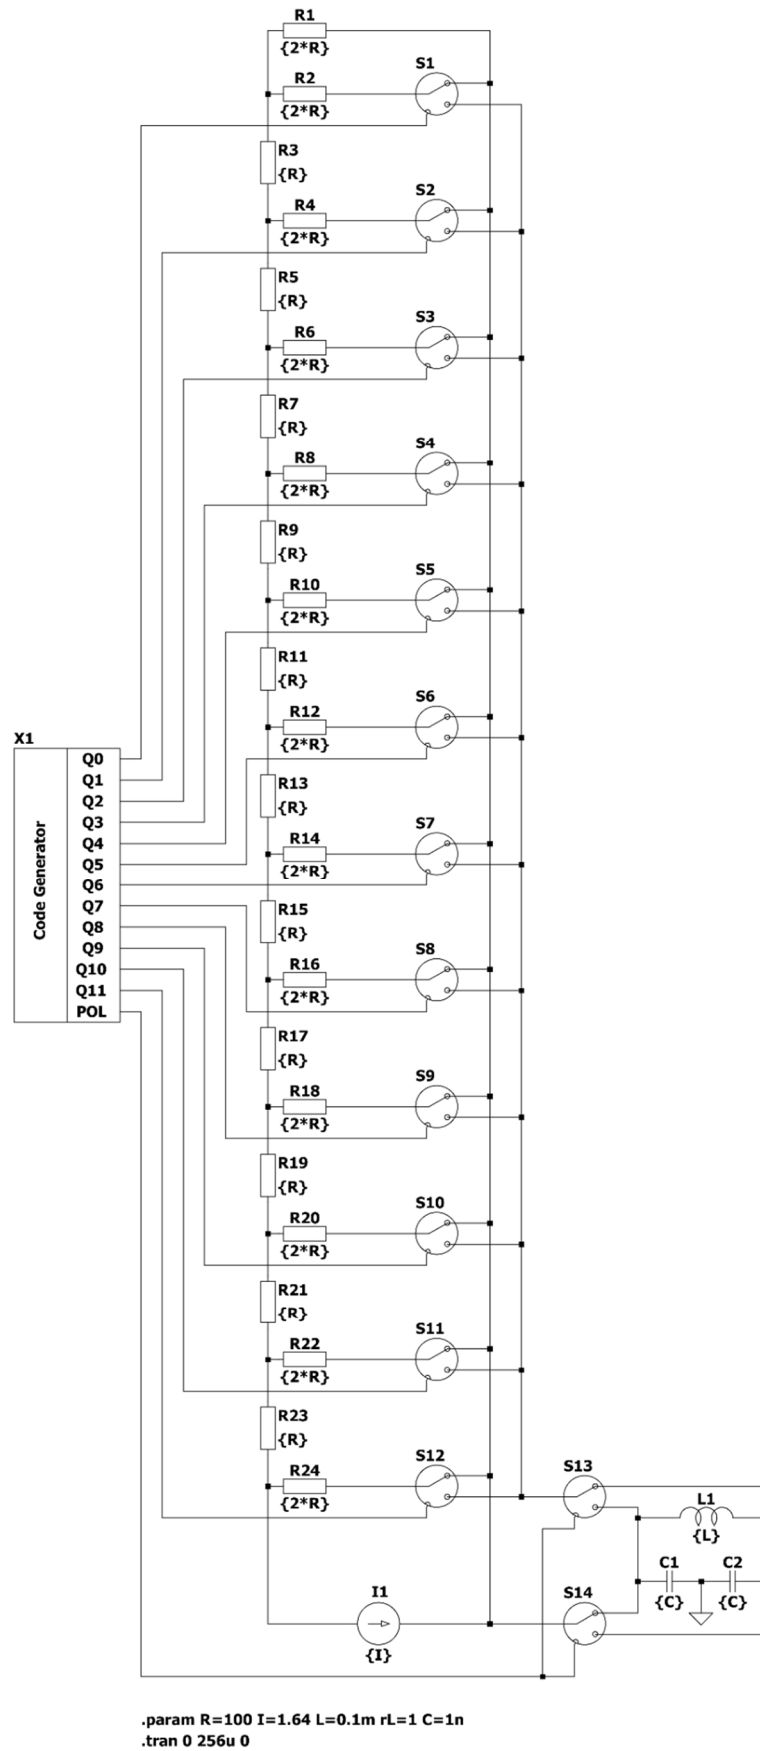 R1
{2*R}
R2
{2*R}
S1
R3
{R}
R4
{2*R}
S2
R5
{R}
R6
{2*R}
S3
R7
{R}
R8
{2*R}
S4
R9
{R}
R10
{2*R}
S5
R11
{R}
R12
{2*R}
S6
R13
{R}
R14
{2*R}
S7
R15
{R}
R16
{2*R}
S8
R17
{R}
R18
{2*R}
S9
R19
{R}
R20
{2*R}
S10
R21
{R}
R22
{2*R}
S11
R23
{R}
R24
{2*R}
S12
X1
Code Generator
Q0
Q1
Q2
Q3
Q4
Q5
Q6
Q7
Q8
Q9
Q10
Q11
POL
S13
L1
{L}
C1
{C}
C2
{C}
S14
I1
{I}
.param R=100 I=1.64 L=0.1m rL=1 C=1n
.tran 0 256u 0